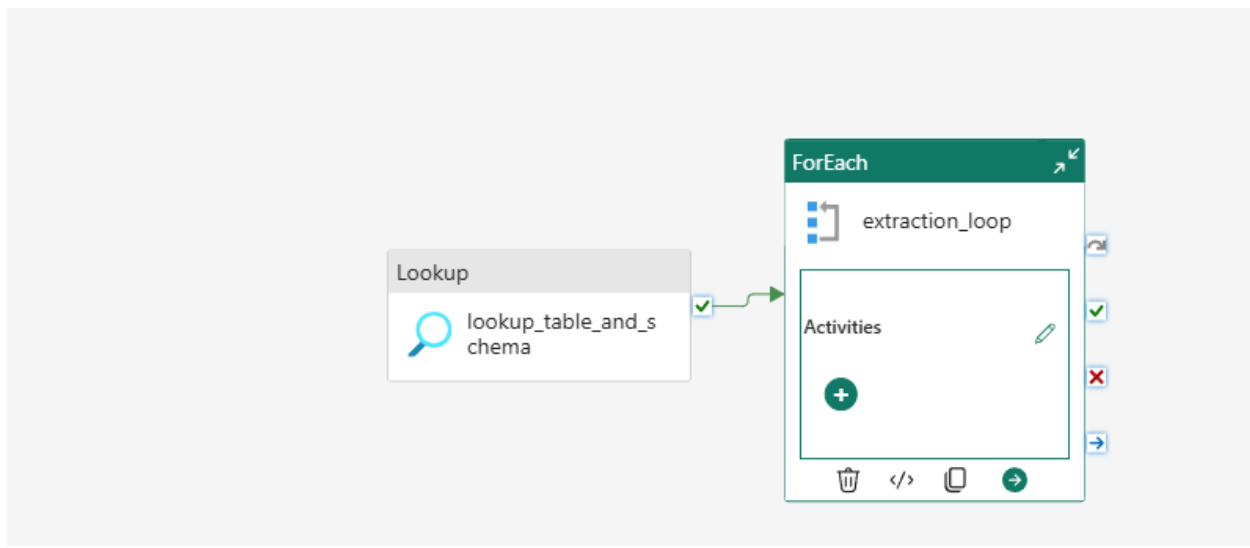 Lookup
lookup_table_and_s
chema
ForEach
extraction_loop
Activities